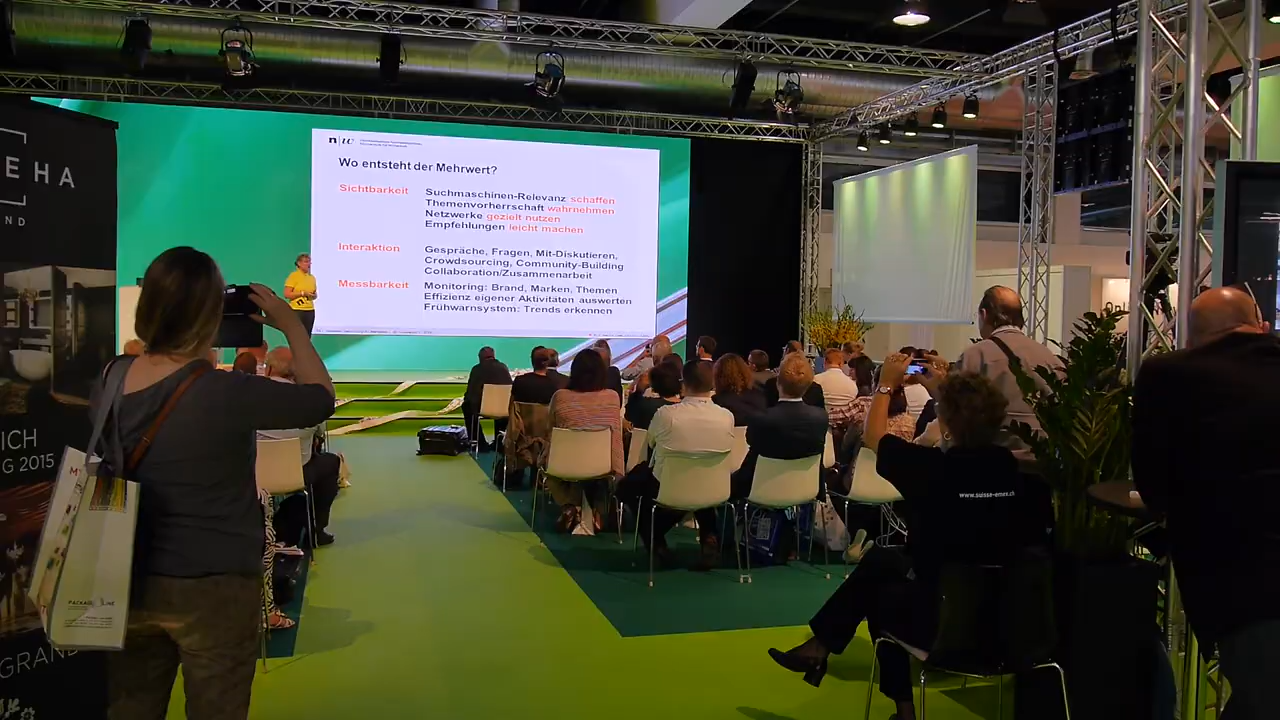 n|w
Wo entsteht der Mehrwert?
Sichtbarkeit Suchmaschinen-Relevanz schaffen
Themenvorherrschaft wahrnehmen
Netzwerke gezielt nutzen
Empfehlungen leicht machen
Interaktion Gespräche, Fragen, Mit-Diskutieren,
Crowdsourcing, Community-Building
Collaboration/Zusammenarbeit
Messbarkeit Monitoring: Brand, Marken, Themen
Effizienz eigener Aktivitäten auswerten
Frühwarnsystem: Trends erkennen
EHA
ND
ICH
G 2015
GRAND
www.suisse-emex.ch